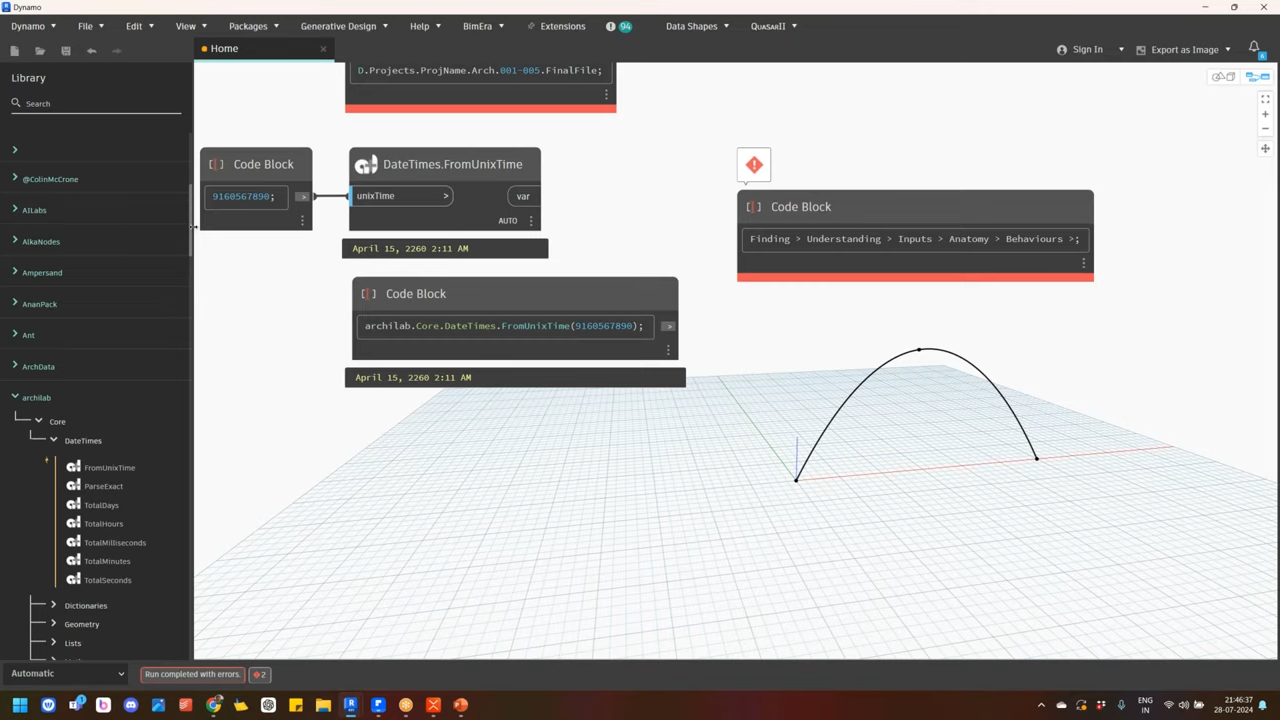 Dynamo
Dynamo File Edit View Packages Generative Design Help BimEra Extensions 94 Data Shapes QuasarII
Home
Sign In Export as Image 6
Library
Search
@ColinMcCrone
AILabs
AlkaNodes
Ampersand
AnanPack
Ant
ArchData
archilab
Core
DateTimes
FromUnixTime
ParseExact
TotalDays
TotalHours
TotalMilliseconds
TotalMinutes
TotalSeconds
Dictionaries
Geometry
Lists
D.Projects.ProjName.Arch.001-005.FinalFile;
Code Block
9160567890;
>
DateTimes.FromUnixTime
unixTime >
var
AUTO
April 15, 2260 2:11 AM
Code Block
archilab.Core.DateTimes.FromUnixTime(9160567890);
>
April 15, 2260 2:11 AM
Code Block
Finding > Understanding > Inputs > Anatomy > Behaviours >;
Automatic
Run completed with errors.
2
ENG
IN
21:46:37
28-07-2024